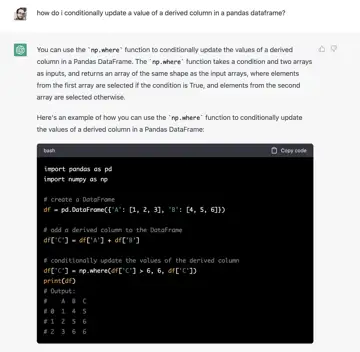 how do i conditionally update a value of a derived column in a pandas dataframe?
You can use the `np.where` function to conditionally update the values of a derived
column in a Pandas DataFrame. The `np.where` function takes a condition and two arrays
as inputs, and returns an array of the same shape as the input arrays, where elements
from the first array are selected if the condition is True, and elements from the second
array are selected otherwise.
Here's an example of how you can use the `np.where` function to conditionally update
the values of a derived column in a Pandas DataFrame:
bash
Copy code
import pandas as pd
import numpy as np
# create a DataFrame
df = pd.DataFrame({"A": [1, 2, 3], "B": [4, 5, 6]})
# add a derived column to the DataFrame
df['C'] = df['A'] + df['B']
# conditionally update the values of the derived column
df['C'] = np.where(df['C'] > 6, 6, df['C'])
print(df)
# Output:
#    A  B  C
# 0  1  4  5
# 1  2  5  6
# 2  3  6  6